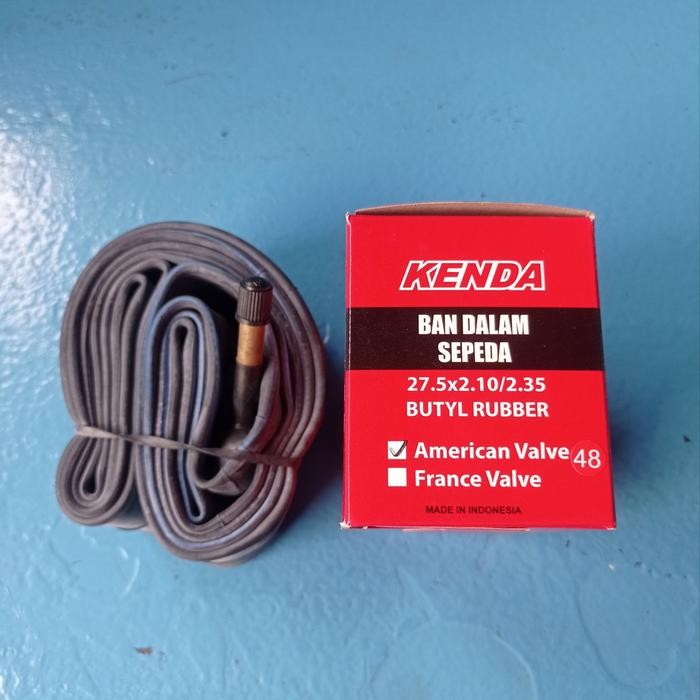 KENDA
BAN DALAM
SEPEDA
27.5x2.10/2.35
BUTYL RUBBER
American Valve 48
France Valve
MADE IN INDONESIA